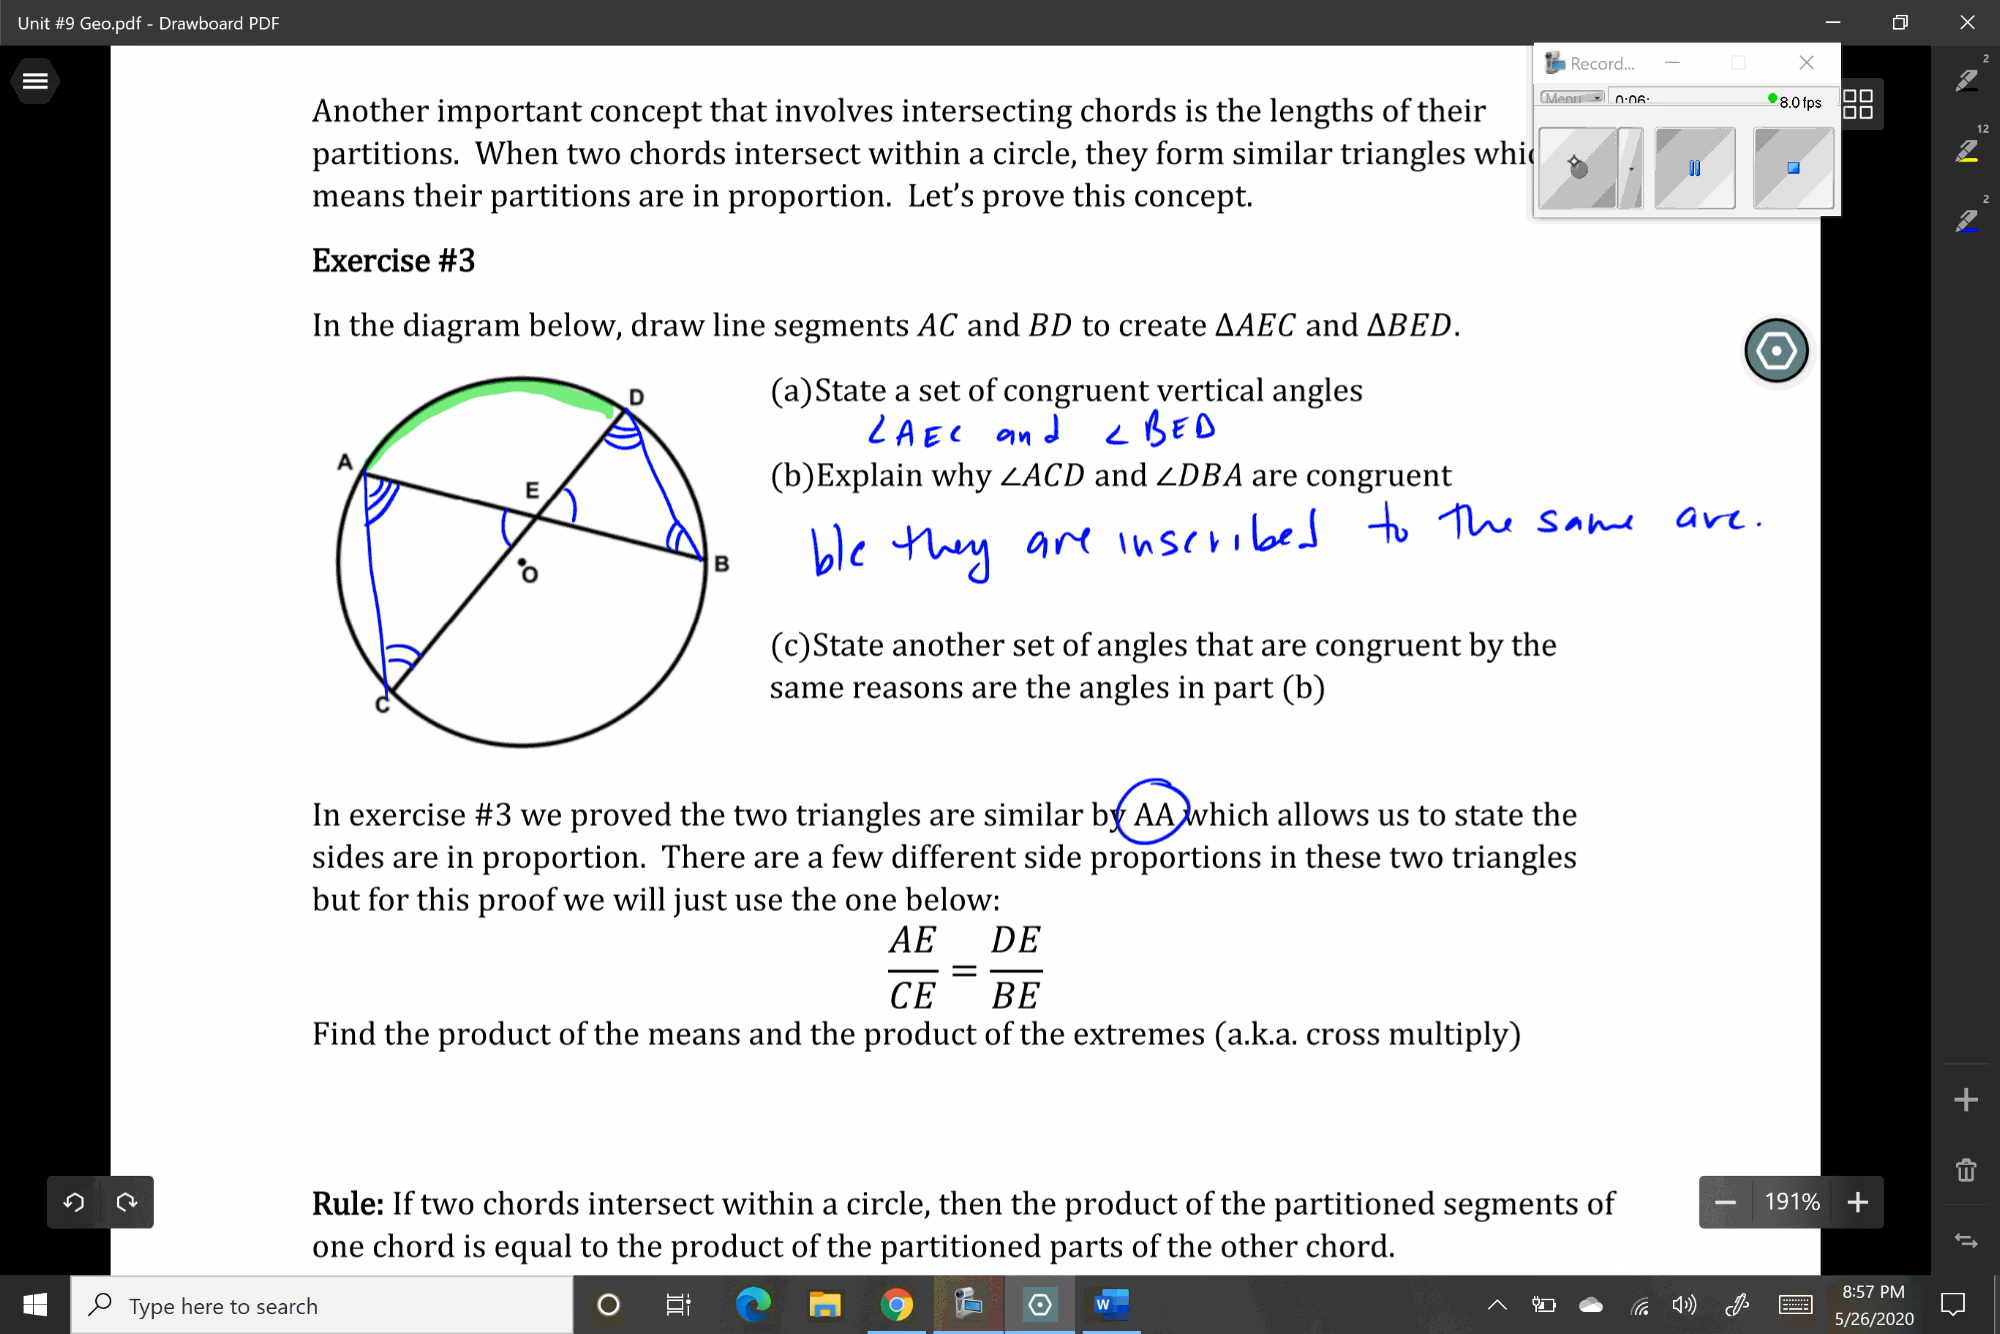 Unit #9 Geo.pdf - Drawboard PDF
Record...
Menu
0:06:
8.0 fps
2
12
2
Another important concept that involves intersecting chords is the lengths of their
partitions. When two chords intersect within a circle, they form similar triangles whic
means their partitions are in proportion. Let's prove this concept.
Exercise #3
In the diagram below, draw line segments AC and BD to create ΔAEC and ΔBED.
D
A
E
B
O
C
(a)State a set of congruent vertical angles
∠AEC and ∠BED
(b)Explain why ∠ACD and ∠DBA are congruent
b/c they are inscribed to the same arc.
(c)State another set of angles that are congruent by the
same reasons are the angles in part (b)
In exercise #3 we proved the two triangles are similar by AA which allows us to state the
sides are in proportion. There are a few different side proportions in these two triangles
but for this proof we will just use the one below:
AE/CE = DE/BE
Find the product of the means and the product of the extremes (a.k.a. cross multiply)
Rule: If two chords intersect within a circle, then the product of the partitioned segments of
one chord is equal to the product of the partitioned parts of the other chord.
191%
Type here to search
W
8:57 PM
5/26/2020